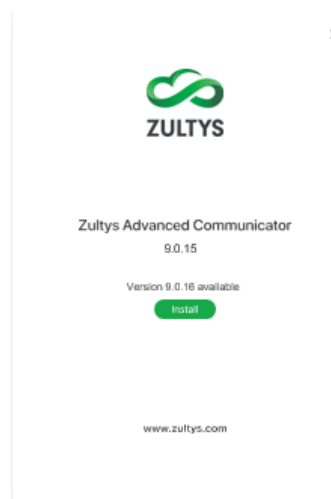 ZULTYS
Zultys Advanced Communicator
9.0.15
Version 9.0.16 available
Install
www.zultys.com